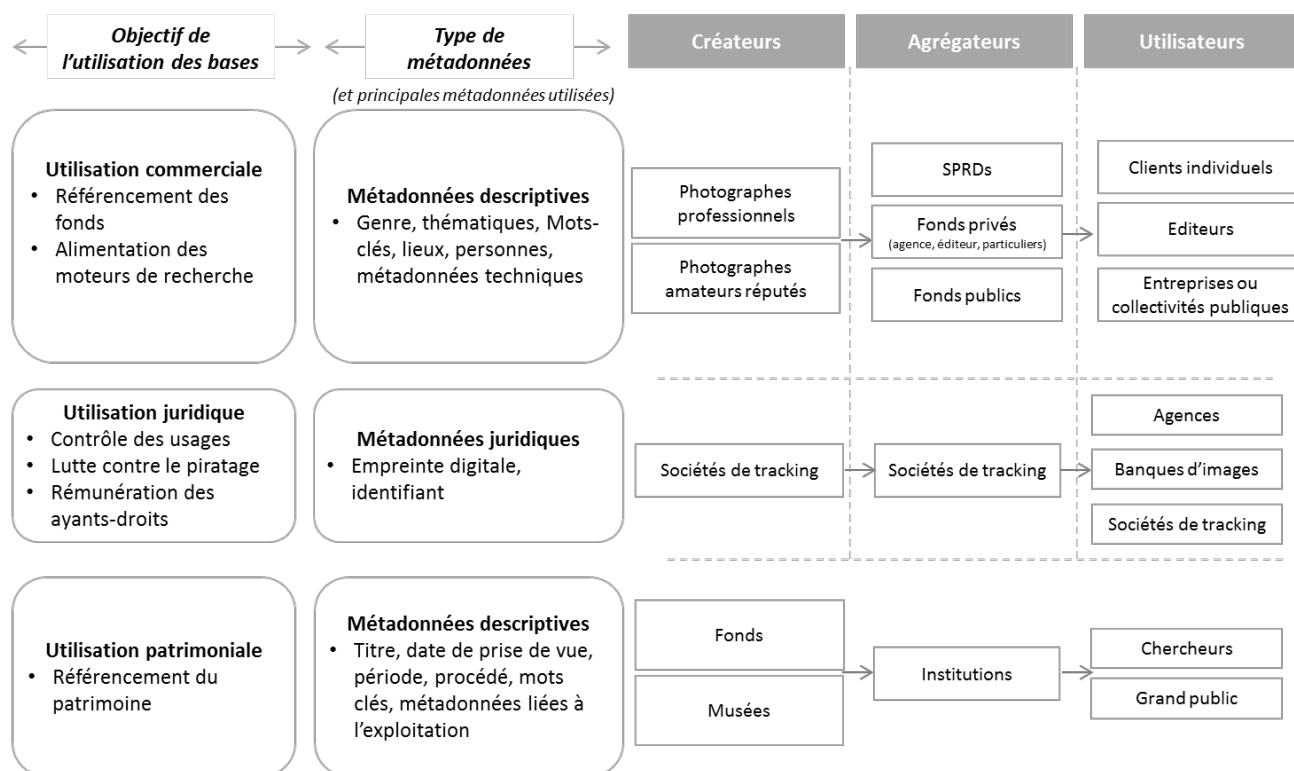 Objectif de
l'utilisation des bases
Type de
métadonnées
(et principales métadonnées utilisées)
Créateurs
Agrégateurs
Utilisateurs
Utilisation commerciale
• Référencement des
fonds
• Alimentation des
moteurs de recherche
Métadonnées descriptives
• Genre, thématiques, Mots-
clés, lieux, personnes,
métadonnées techniques
Photographes
professionnels
Photographes
amateurs réputés
SPRDs
Fonds privés
(agence, éditeur, particuliers)
Fonds publics
Clients individuels
Editeurs
Entreprises ou
collectivités publiques
Utilisation juridique
• Contrôle des usages
• Lutte contre le piratage
• Rémunération des
ayants-droits
Métadonnées juridiques
• Empreinte digitale,
identifiant
Sociétés de tracking
Sociétés de tracking
Agences
Banques d'images
Sociétés de tracking
Utilisation patrimoniale
• Référencement du
patrimoine
Métadonnées descriptives
• Titre, date de prise de vue,
période, procédé, mots
clés, métadonnées liées à
l'exploitation
Fonds
Musées
Institutions
Chercheurs
Grand public